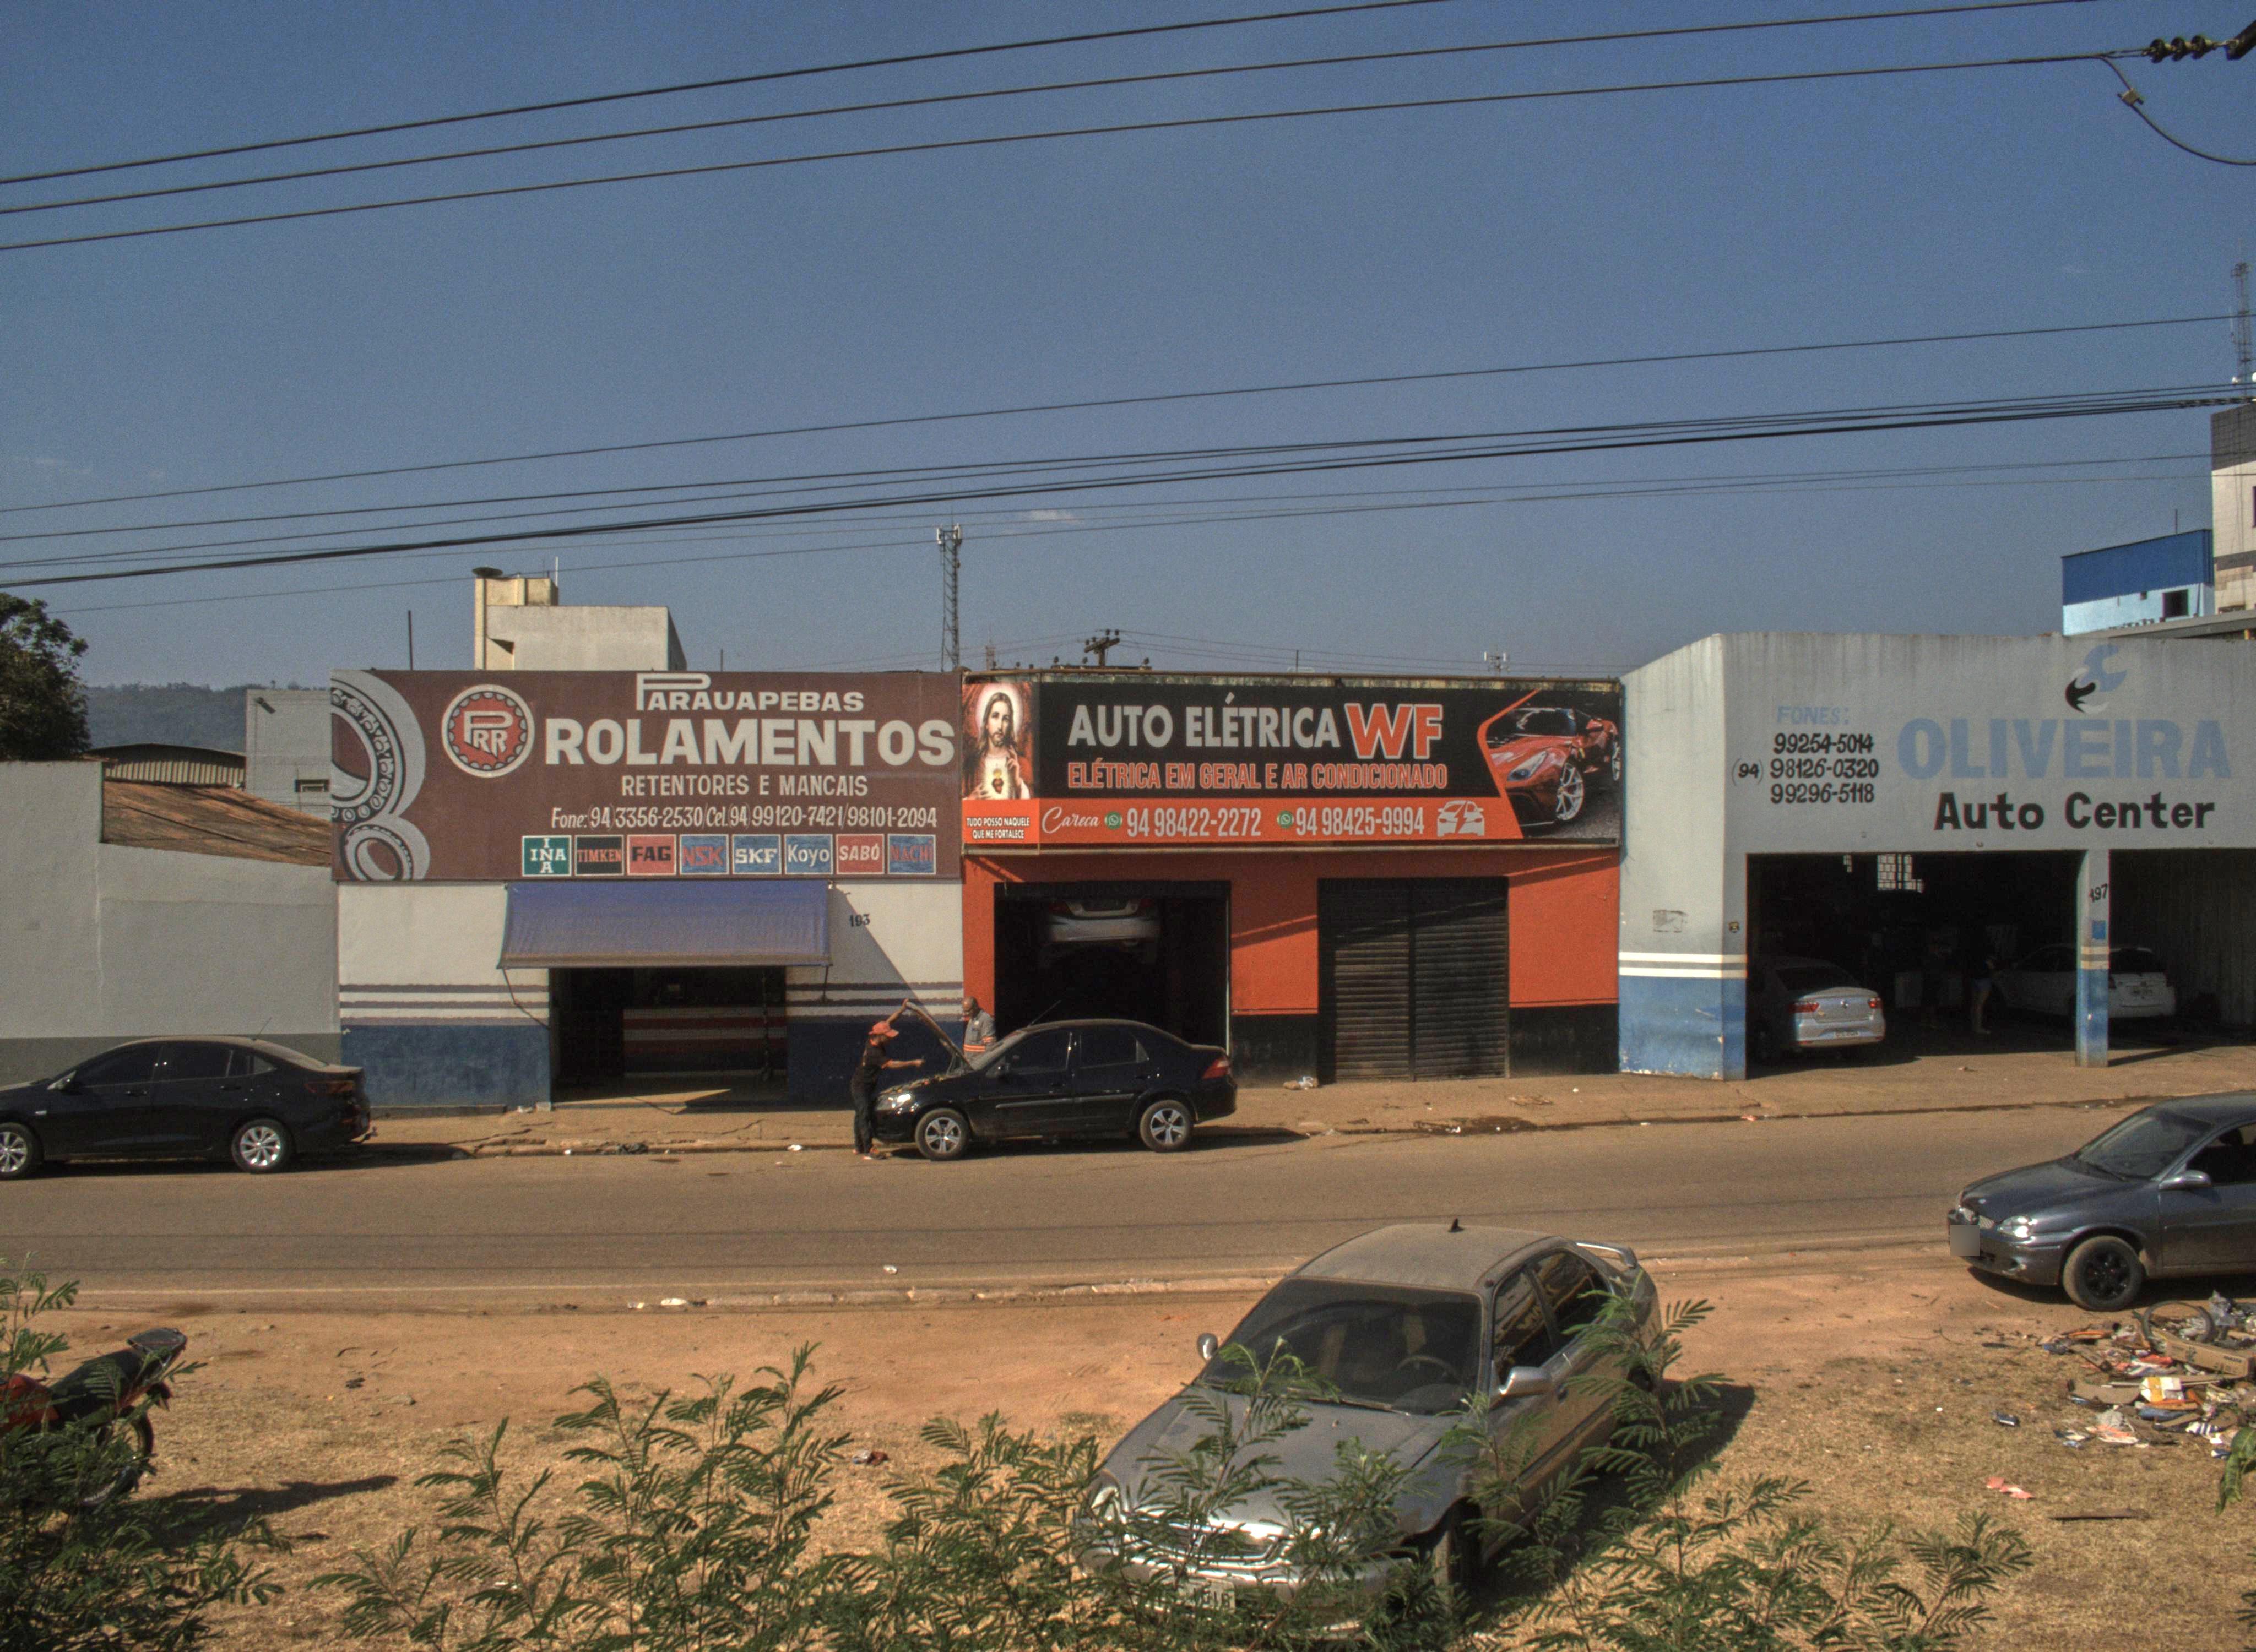 PARAUAPEBAS
PRR
ROLAMENTOS
RETENTORES E MANCAIS
Fone: 94 3356-2530/Cel. 94 99120-7421/98101-2094
INA
INA
TIMKEN
FAG
NSK
SKF
Koyo
SABÓ
NACHI
193
AUTO ELÉTRICA WF
ELÉTRICA EM GERAL E AR CONDICIONADO
TUDO POSSO NAQUELE
QUE ME FORTALECE
Careca 94 98422-2272 94 98425-9994
FONES:
99254-5014
(94) 98126-0320
99296-5118
OLIVEIRA
Auto Center
197